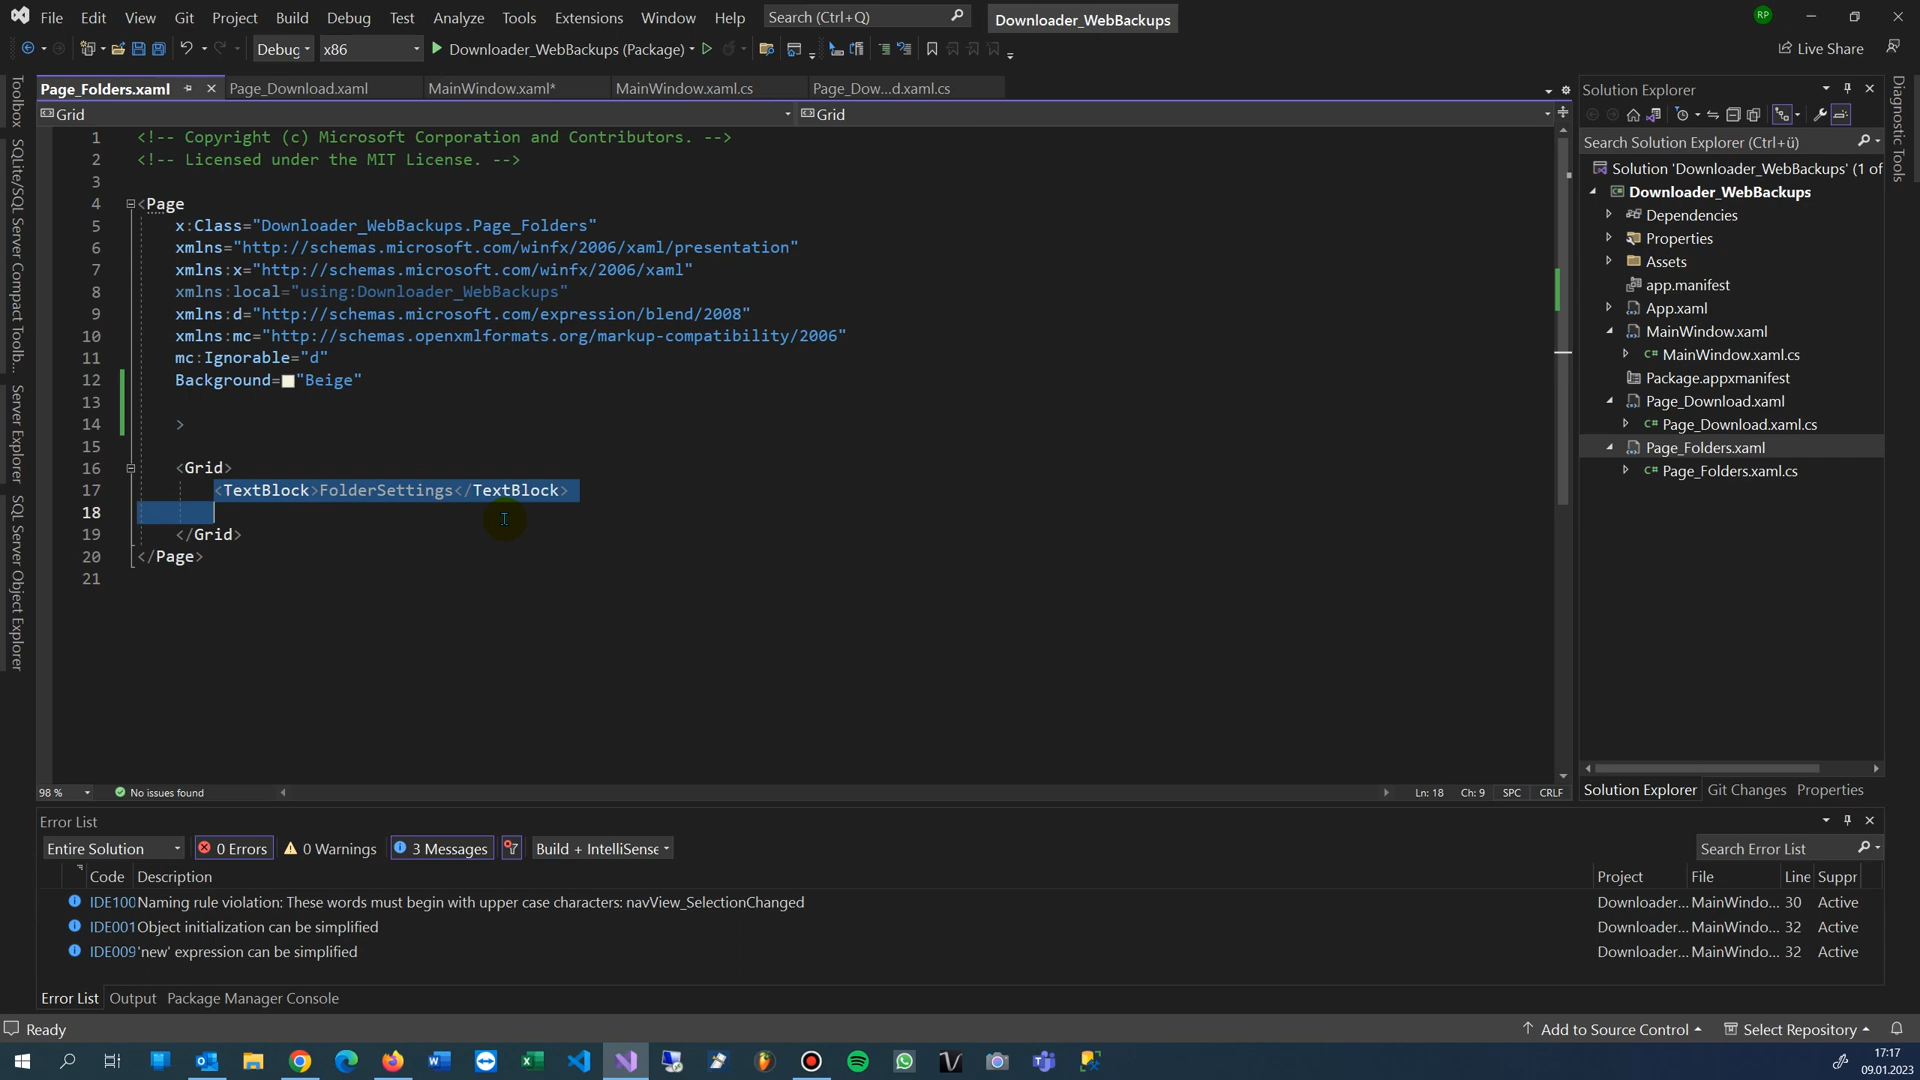 File Edit View Git Project Build Debug Test Analyze Tools Extensions Window Help Search (Ctrl+Q) Downloader_WebBackups RP
Debug x86 Downloader_WebBackups (Package) Live Share
Page_Folders.xaml Page_Download.xaml MainWindow.xaml* MainWindow.xaml.cs Page_Dow...d.xaml.cs
Grid Grid
1 <!-- Copyright (c) Microsoft Corporation and Contributors. -->
2 <!-- Licensed under the MIT License. -->
3
4 <Page
5 x:Class="Downloader_WebBackups.Page_Folders"
6 xmlns="http://schemas.microsoft.com/winfx/2006/xaml/presentation"
7 xmlns:x="http://schemas.microsoft.com/winfx/2006/xaml"
8 xmlns:local="using:Downloader_WebBackups"
9 xmlns:d="http://schemas.microsoft.com/expression/blend/2008"
10 xmlns:mc="http://schemas.openxmlformats.org/markup-compatibility/2006"
11 mc:Ignorable="d"
12 Background="Beige"
13
14 >
15
16 <Grid>
17 <TextBlock>FolderSettings</TextBlock>
18
19 </Grid>
20 </Page>
21
98 % No issues found Ln: 18 Ch: 9 SPC CRLF
Toolbox
SQLite/SQL Server Compact Toolb...
Server Explorer
SQL Server Object Explorer
Solution Explorer
Search Solution Explorer (Ctrl+ü)
Solution 'Downloader_WebBackups' (1 of
Downloader_WebBackups
Dependencies
Properties
Assets
app.manifest
App.xaml
MainWindow.xaml
C# MainWindow.xaml.cs
Package.appxmanifest
Page_Download.xaml
C# Page_Download.xaml.cs
Page_Folders.xaml
C# Page_Folders.xaml.cs
Solution Explorer Git Changes Properties
Diagnostic Tools
Error List
Entire Solution 0 Errors 0 Warnings 3 Messages Build + IntelliSense Search Error List
Code Description Project File Line Suppr
IDE100 Naming rule violation: These words must begin with upper case characters: navView_SelectionChanged Downloader... MainWindo... 30 Active
IDE001 Object initialization can be simplified Downloader... MainWindo... 32 Active
IDE009 'new' expression can be simplified Downloader... MainWindo... 32 Active
Error List Output Package Manager Console
Ready Add to Source Control Select Repository
17:17
09.01.2023